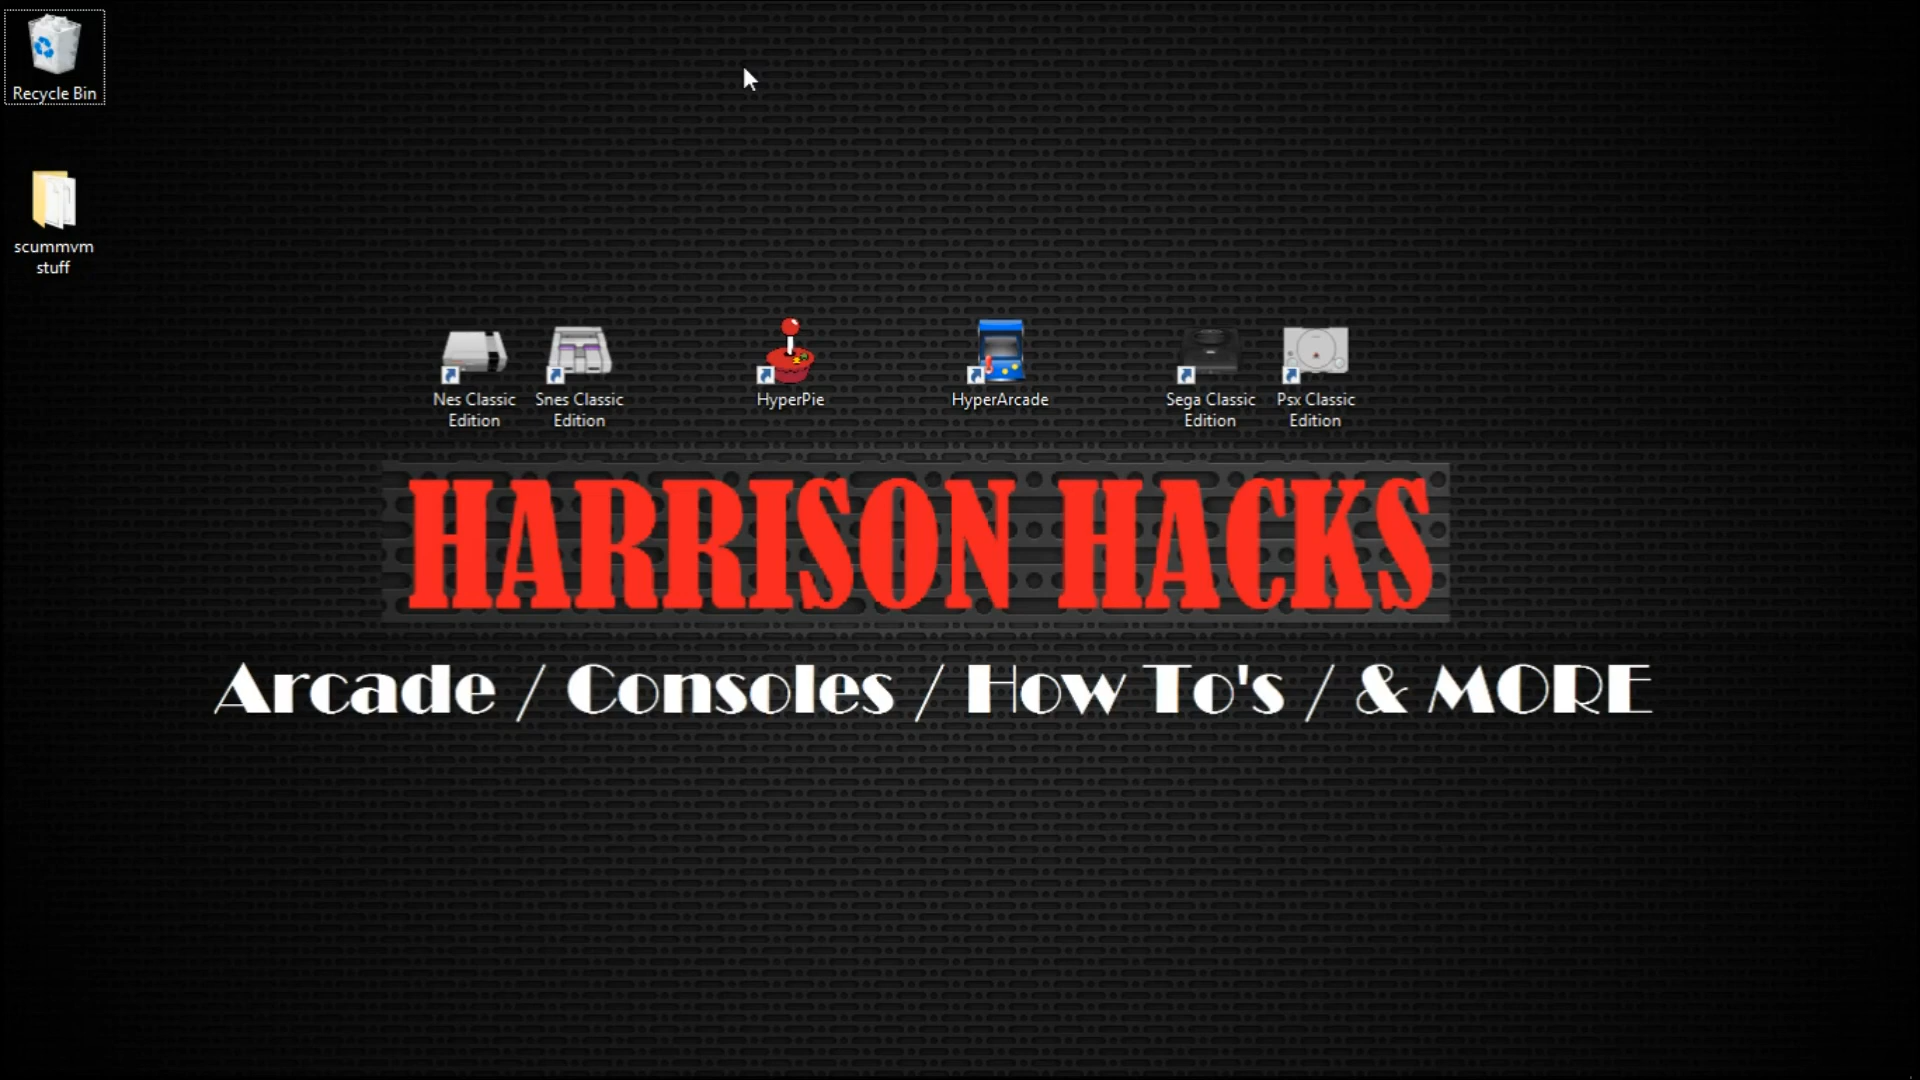 Recycle Bin
scummvm
stuff
Nes Classic
Edition
Snes Classic
Edition
HyperPie
HyperArcade
Sega Classic
Edition
Psx Classic
Edition
HARRISON HACKS
Arcade / Consoles / How To's / & MORE